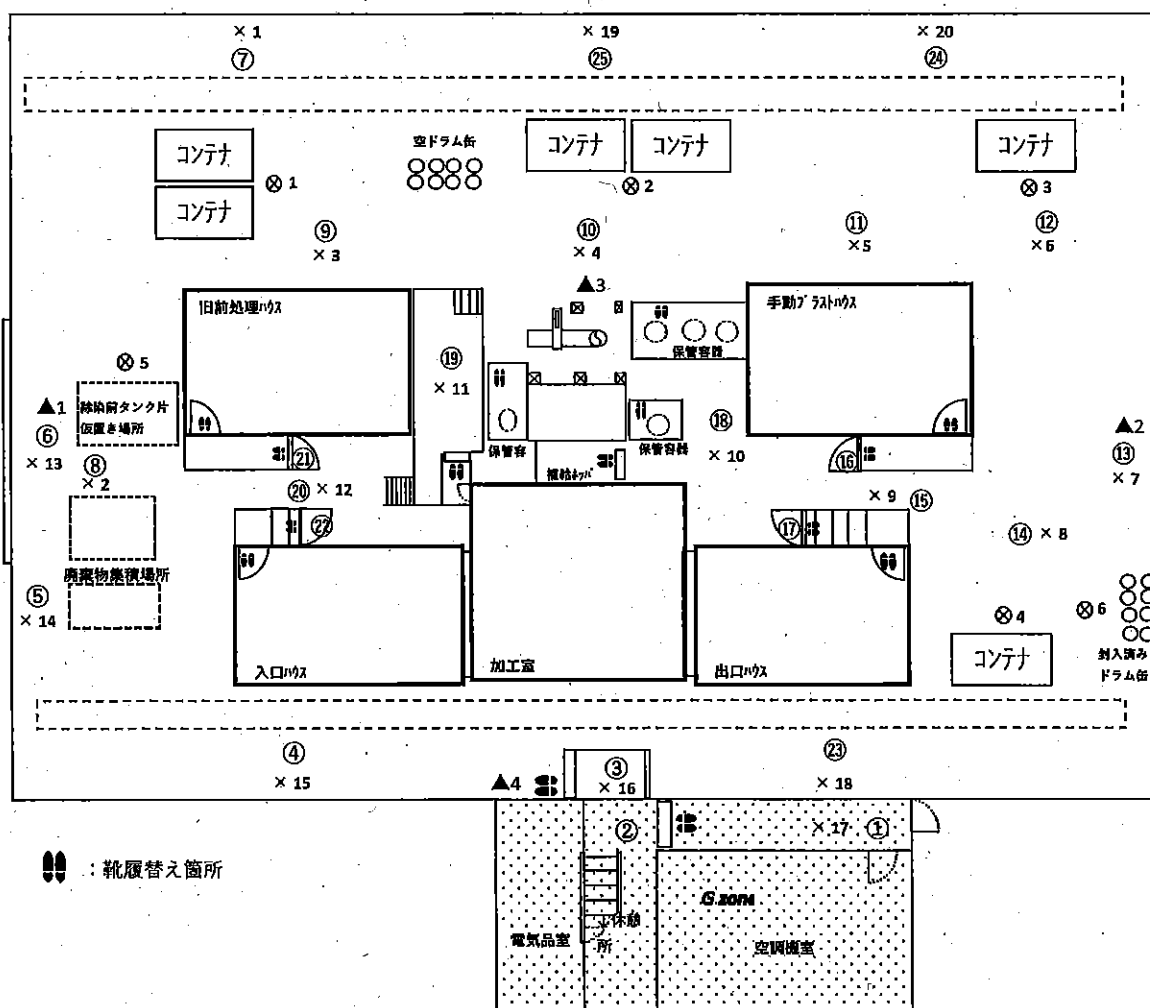 × 1
× 19
× 20
⑦
㉕
㉔
コンテナ
空ドラム缶
コンテナ
コンテナ
コンテナ
⊗ 1
⊗ 2
⊗ 3
コンテナ
⑨
⑩
⑪
⑫
× 3
× 4
× 5
× 6
▲3
旧前処理ハウス
手動ブラストハウス
保管容器
⑲
⊗ 5
× 11
▲1
除染前タンク片
仮置き場所
⑱
▲2
⑥
保管容
保管容器
× 13
⑧
㉑
× 10
⑯
⑬
× 2
補給ホッパ
× 7
⑳
× 12
× 9
⑮
㉒
⑰
⑭ × 8
廃棄物集積場所
⑤
× 14
⊗ 4
⊗ 6
コンテナ
封入済み
ドラム缶
入口ハウス
加工室
出口ハウス
④
③
㉓
× 15
▲4
× 16
× 18
②
× 17
①
：靴履替え箇所
G zone
休憩
所
電気品室
空調機室